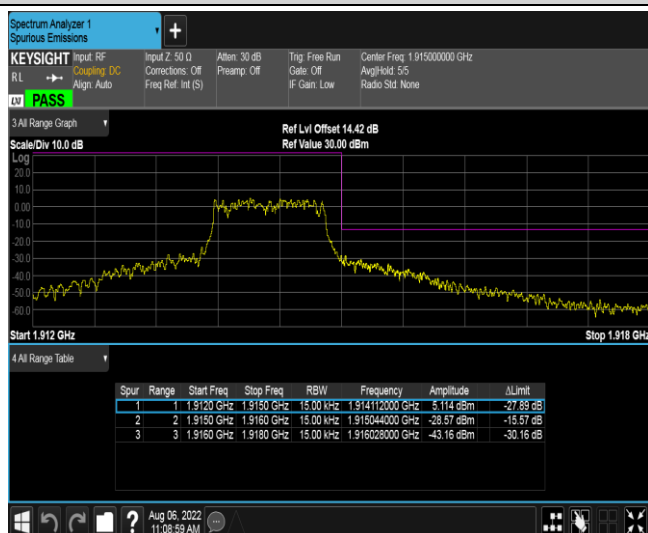 Spectrum Analyzer 1
Spurious Emissions
KEYSIGHT Input: RF Input Z: 50 Ω Atten: 30 dB Trig: Free Run Center Freq: 1.915000000 GHz
RL Coupling: DC Corrections: Off Preamp: Off Gate: Off Avg|Hold: 5/5
Align: Auto Freq Ref: Int (S) IF Gain: Low Radio Std: None
LXI PASS
3 All Range Graph
Ref Lvl Offset 14.42 dB
Scale/Div 10.0 dB Ref Value 30.00 dBm
Log
20.0
10.0
0.00
-10.0
-20.0
-30.0
-40.0
-50.0
-60.0
Start 1.912 GHz Stop 1.918 GHz
4 All Range Table
Spur Range Start Freq Stop Freq RBW Frequency Amplitude ΔLimit
1 1 1.9120 GHz 1.9150 GHz 15.00 kHz 1.914112000 GHz 5.114 dBm -27.89 dB
2 2 1.9150 GHz 1.9160 GHz 15.00 kHz 1.915044000 GHz -28.57 dBm -15.57 dB
3 3 1.9160 GHz 1.9180 GHz 15.00 kHz 1.916028000 GHz -43.16 dBm -30.16 dB
? Aug 06, 2022
11:08:59 AM